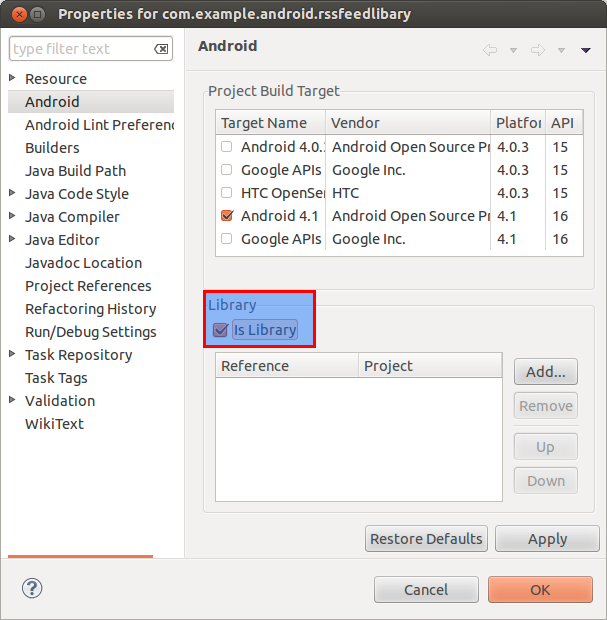 Properties for com.example.android.rssfeedlibary
type filter text
Resource
Android
Android Lint Preferen
Builders
Java Build Path
Java Code Style
Java Compiler
Java Editor
Javadoc Location
Project References
Refactoring History
Run/Debug Settings
Task Repository
Task Tags
Validation
WikiText
Android
Project Build Target
Target Name Vendor Platfor API
Android 4.0.3 Android Open Source Pr 4.0.3 15
Google APIs Google Inc. 4.0.3 15
HTC OpenSen HTC 4.0.3 15
Android 4.1 Android Open Source Pr 4.1 16
Google APIs Google Inc. 4.1 16
Library
Is Library
Reference Project
Add...
Remove
Up
Down
Restore Defaults Apply
? Cancel OK